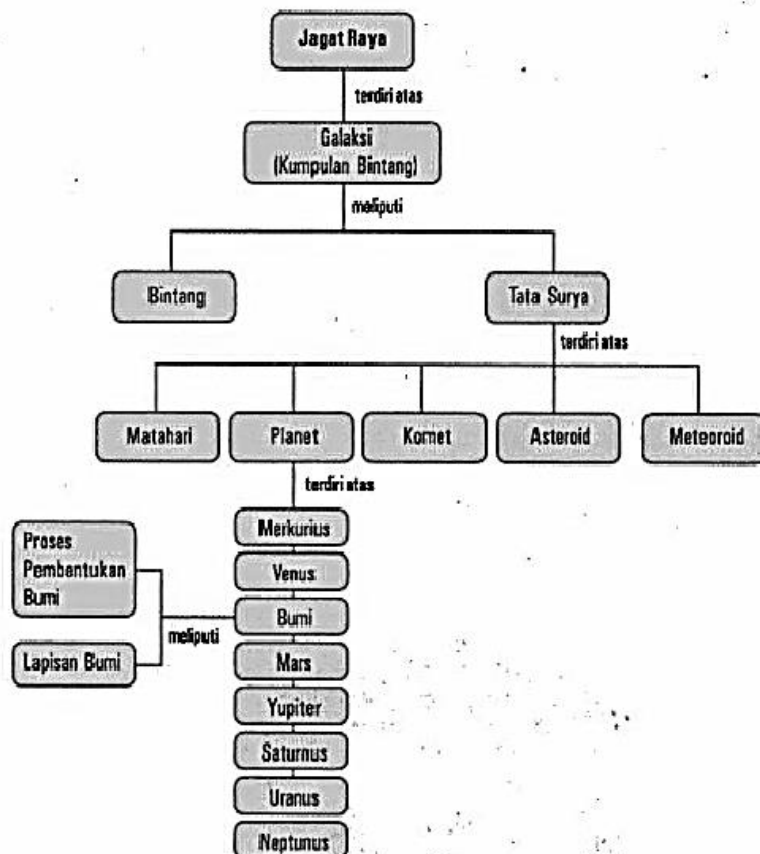 Jagat Raya
terdiri atas
Galaksii
(Kumpulan Bintang)
meliputi
Bintang
Tata Surya
terdiri atas
Matahari
Planet
Komet
Asteroid
Meteoroid
terdiri atas
Merkurius
Venus
Bumi
Mars
Yupiter
Saturnus
Uranus
Neptunus
meliputi
Proses
Pembentukan
Bumi
Lapisan Bumi